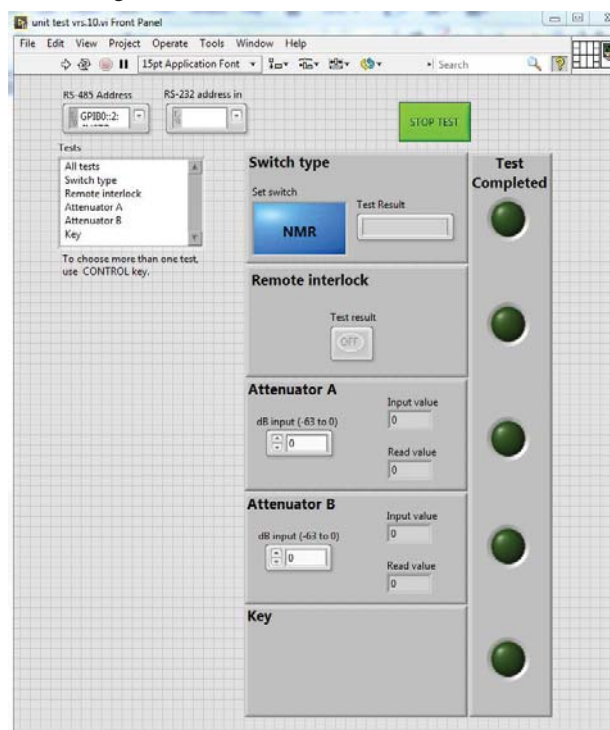 unit test vrs.10.vi Front Panel
File Edit View Project Operate Tools Window Help
15pt Application Font
Search
RS-485 Address
RS-232 address in
GPIB0::2:
STOP TEST
Tests
All tests
Switch type
Remote interlock
Attenuator A
Attenuator B
Key
To choose more than one test,
use CONTROL key.
Switch type
Set switch
NMR
Test Result
Remote interlock
Test result
OFF
Attenuator A
dB input (-63 to 0)
0
Input value
0
Read value
0
Attenuator B
dB input (-63 to 0)
0
Input value
0
Read value
0
Key
Test
Completed